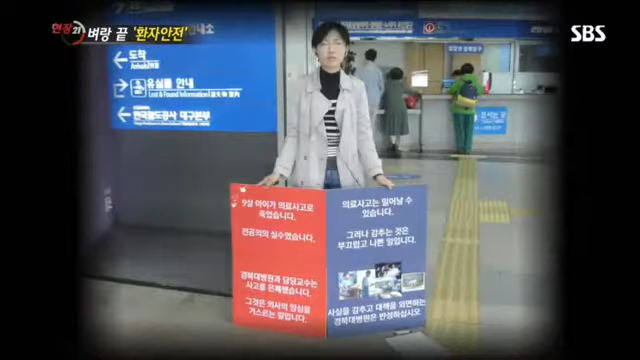 현장21
벼랑 끝 '환자안전'
SBS
도착
Arrival
유실물 안내
Lost & Found Information
한국철도공사 대구본부
9살 아이가 의료사고로
죽었습니다.
전공의의 실수였습니다.
경북대병원과 담당교수는
사고를 은폐했습니다.
그것은 의사의 양심을
거스르는 일입니다.
의료사고는 일어날 수
있습니다.
그러나 감추는 것은
부끄럽고 나쁜 일입니다.
사실을 감추고 대책을 외면하는
경북대병원은 반성하십시오